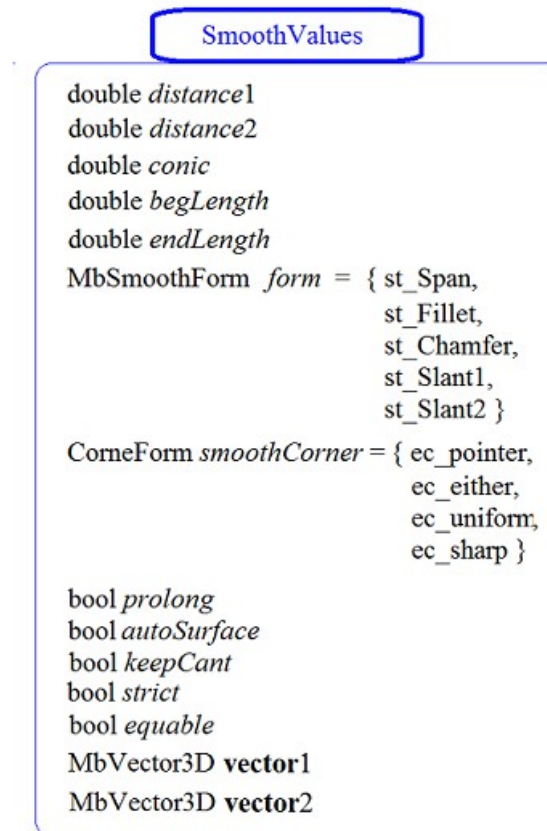 SmoothValues
double distance1
double distance2
double conic
double begLength
double endLength
MbSmoothForm form = { st_Span,
st_Fillet,
st_Chamfer,
st_Slant1,
st_Slant2 }
CorneForm smoothCorner = { ec_pointer,
ec_either,
ec_uniform,
ec_sharp }
bool prolong
bool autoSurface
bool keepCant
bool strict
bool equable
MbVector3D vector1
MbVector3D vector2